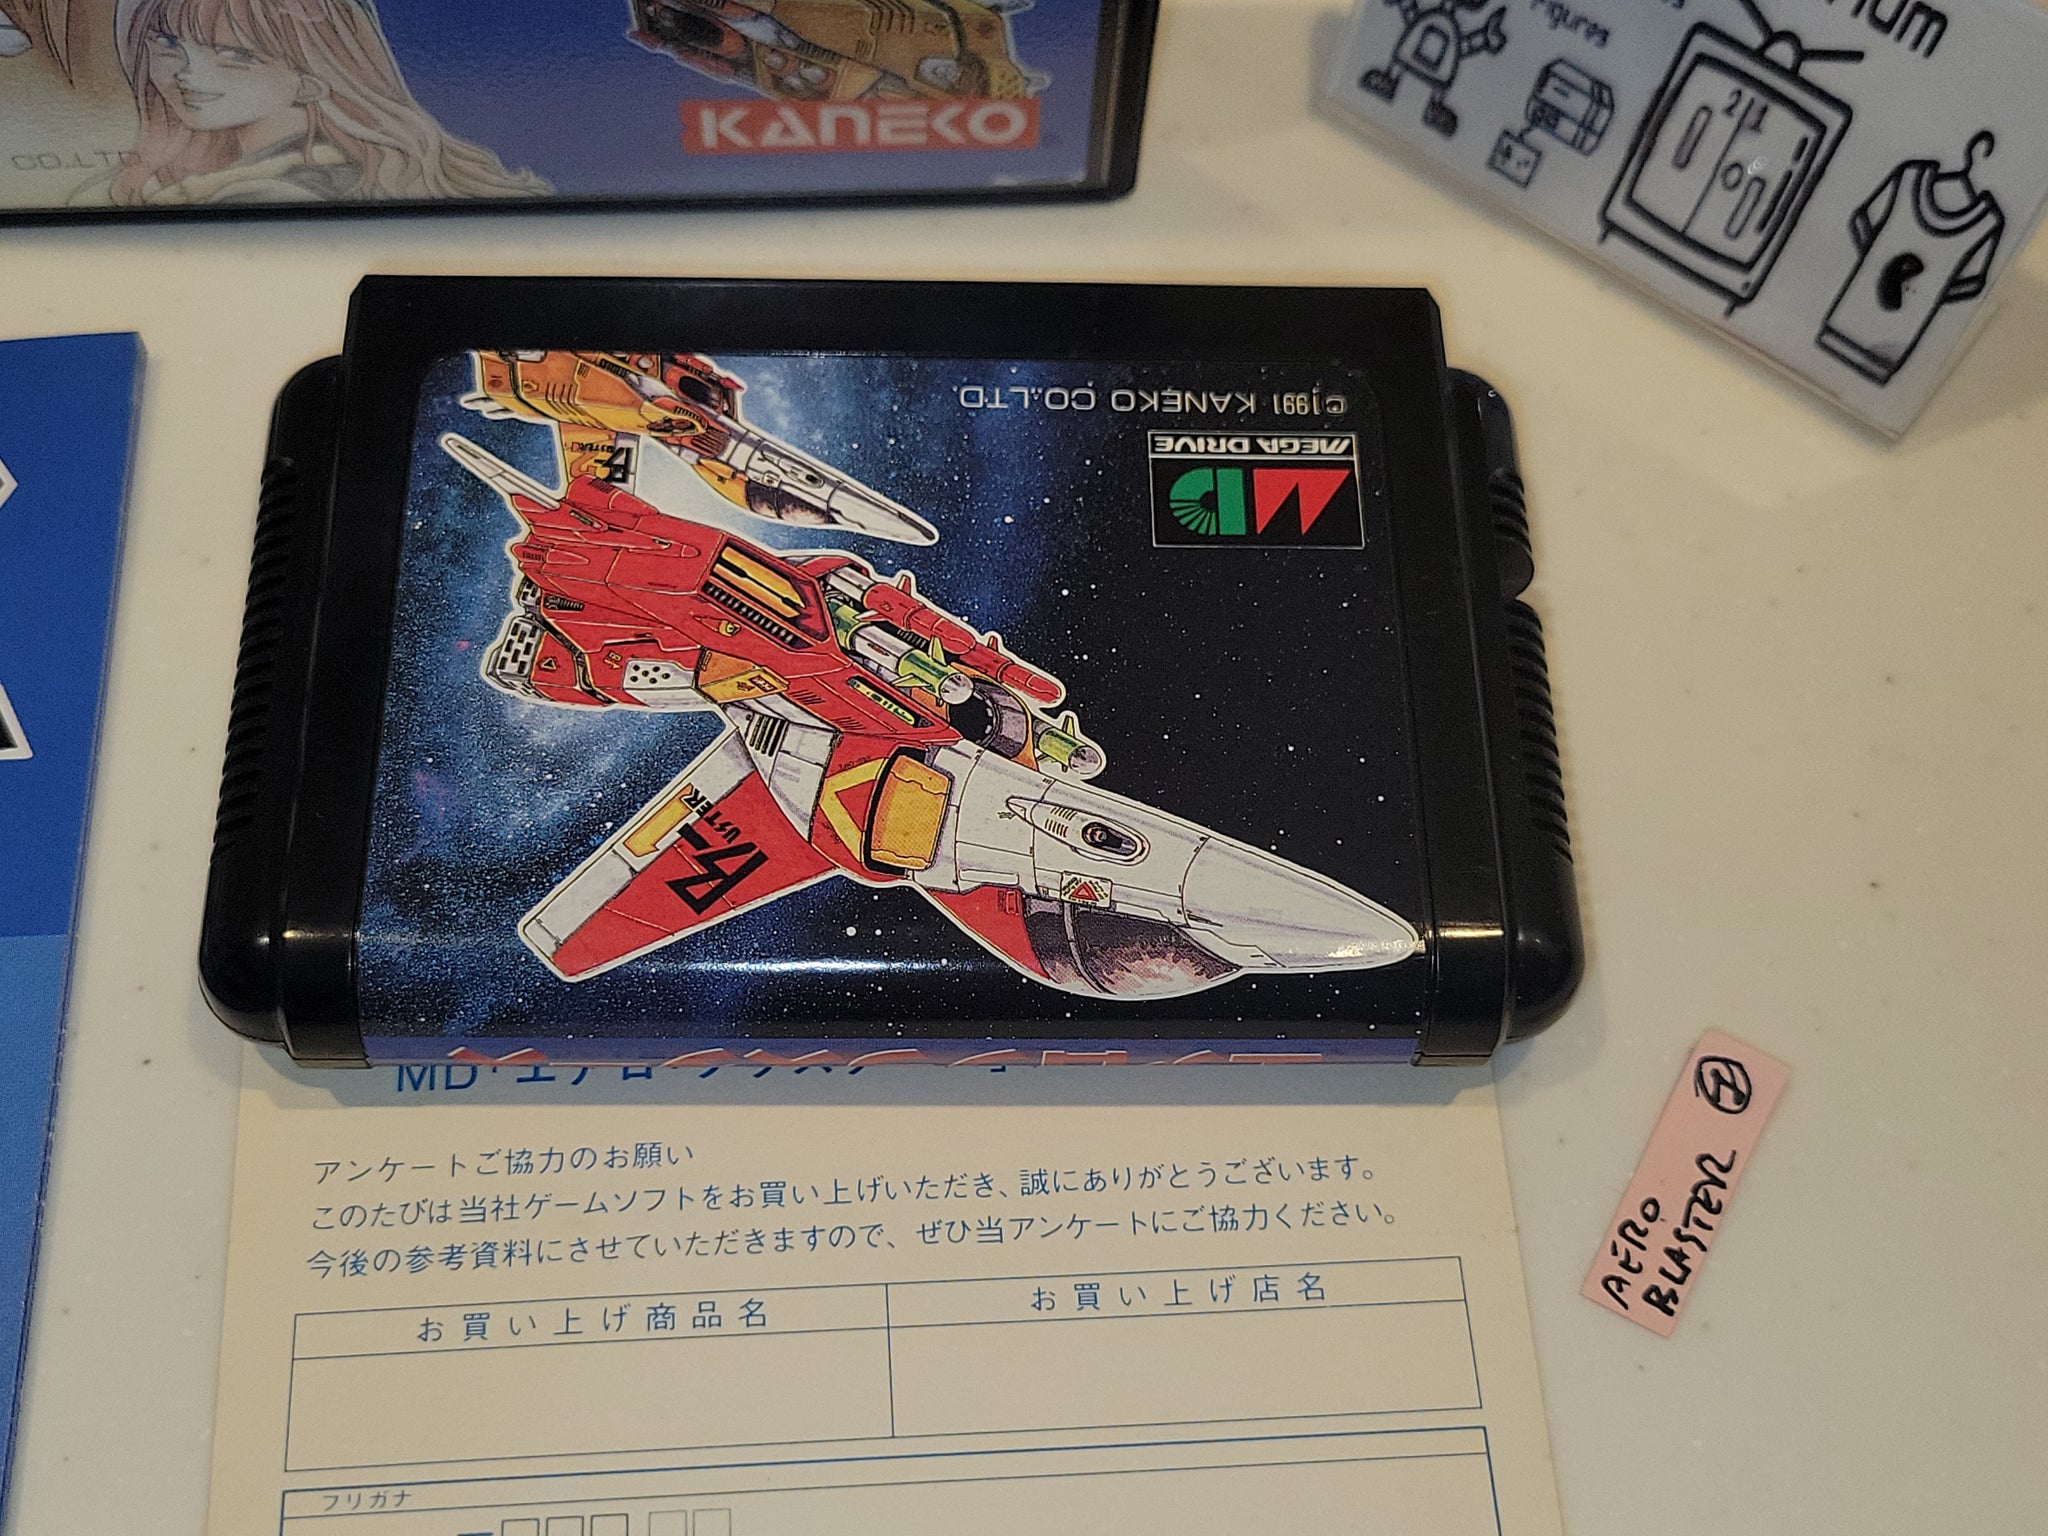 KANEKO
CO.,LTD
Figures
21
©1991 KANEKO CO.,LTD.
MD
MEGA DRIVE
1
アンケートご協力のお願い
このたびは当社ゲームソフトをお買い上げいただき、誠にありがとうございます。
今後の参考資料にさせていただきますので、ぜひ当アンケートにご協力ください。
お買い上げ商品名
お買い上げ店名
フリガナ
AERO
BLASTER